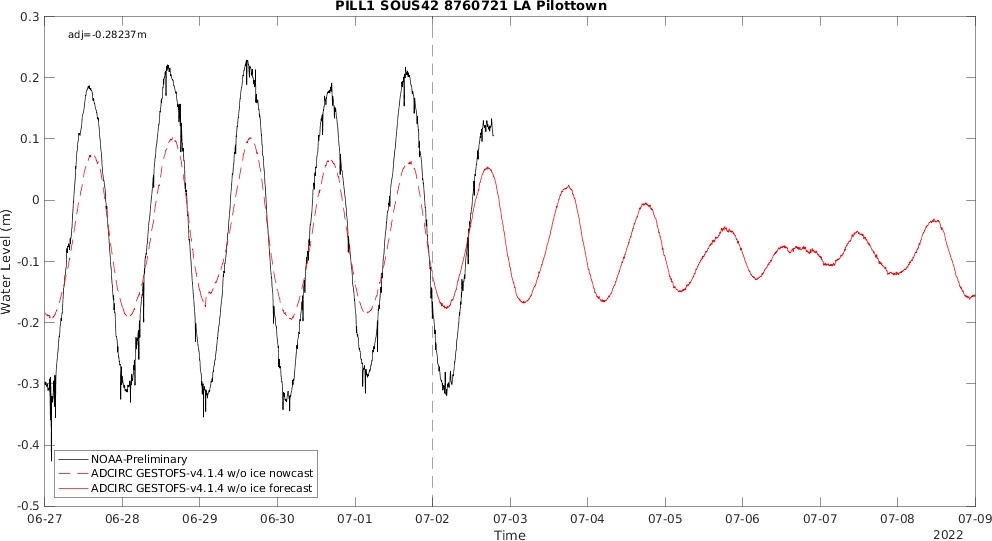 PILL1 SOUS42 8760721 LA Pilottown
adj=-0.28237m
Water Level (m)
0.3
0.2
0.1
0
-0.1
-0.2
-0.3
-0.4
-0.5
NOAA-Preliminary
ADCIRC GESTOFS-v4.1.4 w/o ice nowcast
ADCIRC GESTOFS-v4.1.4 w/o ice forecast
06-27 06-28 06-29 06-30 07-01 07-02 07-03 07-04 07-05 07-06 07-07 07-08 07-09
Time
2022